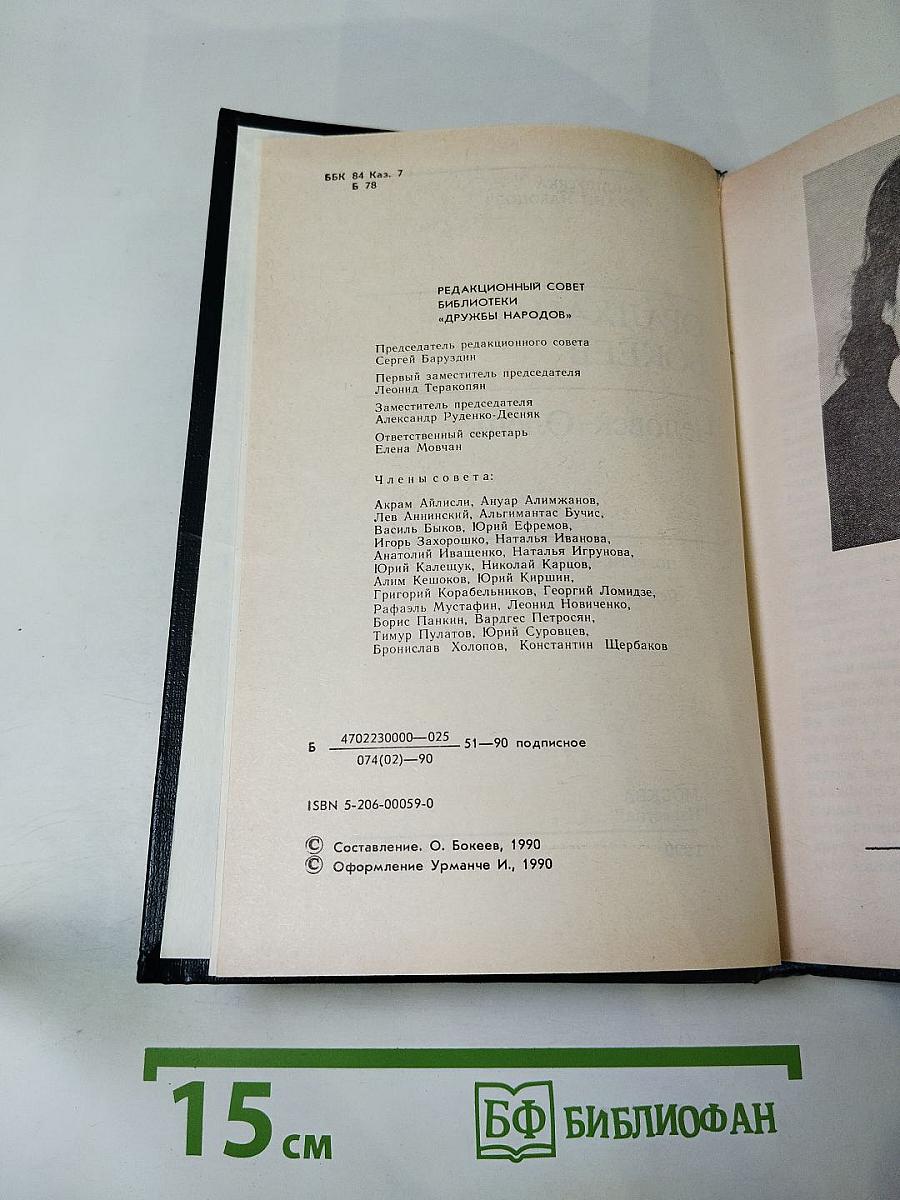 ББК 84 Каз. 7
Б 78
РЕДАКЦИОННЫЙ СОВЕТ
БИБЛИОТЕКИ
«ДРУЖБЫ НАРОДОВ»
Председатель редакционного совета
Сергей Баруздин
Первый заместитель председателя
Леонид Теракопян
Заместитель председателя
Александр Руденко-Десняк
Ответственный секретарь
Елена Мовчан
Члены совета:
Акрам Айлисли, Ануар Алимжанов,
Лев Аннинский, Альгимантас Бучис,
Василь Быков, Юрий Ефремов,
Игорь Захорошко, Наталья Иванова,
Анатолий Иващенко, Наталья Игрунова,
Юрий Калещук, Николай Карцов,
Алим Кешоков, Юрий Киршин,
Григорий Корабельников, Георгий Ломидзе,
Рафаэль Мустафин, Леонид Новиченко,
Борис Панкин, Вардгес Петросян,
Тимур Пулатов, Юрий Суровцев,
Бронислав Холопов, Константин Щербаков
Б 4702230000—025 51—90 подписное
074(02)—90
ISBN 5-206-00059-0
© Составление. О. Бокеев, 1990
© Оформление Урманче И., 1990
15 см
БФ БИБЛИОФАН